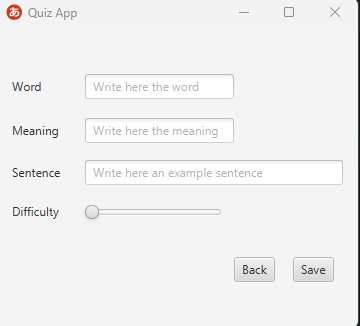 あ Quiz App
Word Write here the word
Meaning Write here the meaning
Sentence Write here an example sentence
Difficulty
Back Save